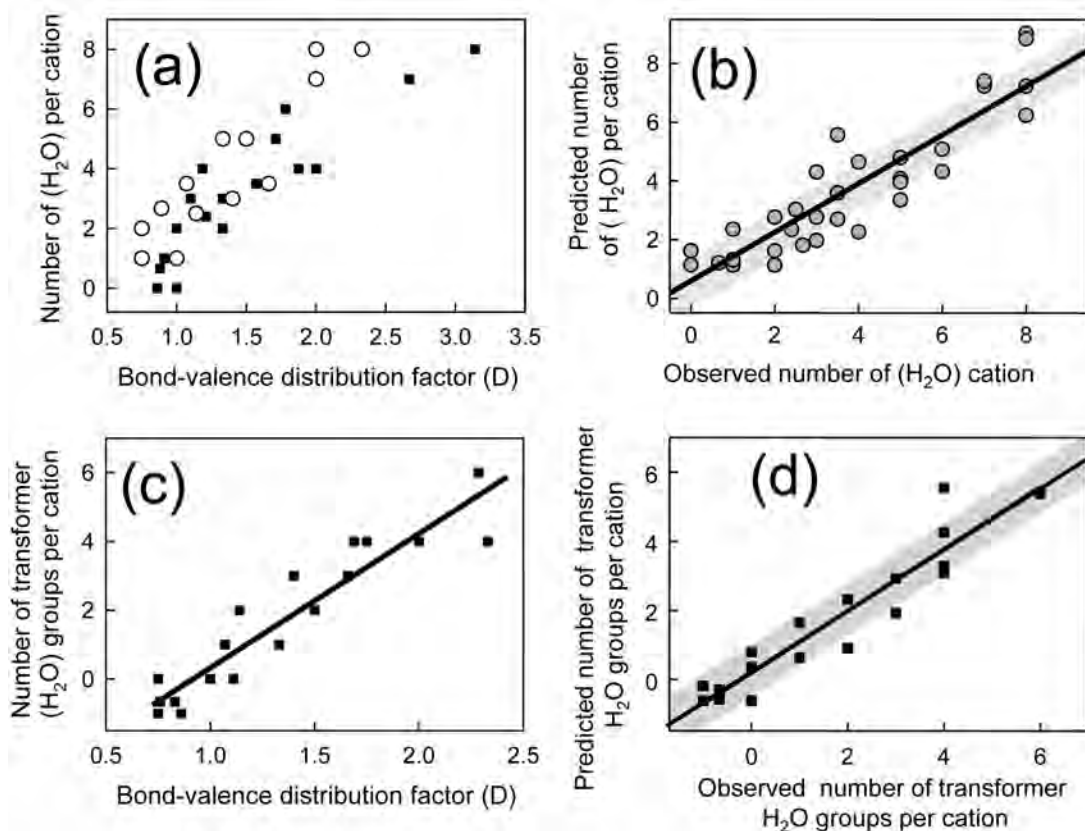 (a)
Number of (H₂O) per cation
8
6
4
2
0
0.5 1.0 1.5 2.0 2.5 3.0 3.5
Bond-valence distribution factor (D)
(b)
Predicted number
of ( H₂O) per cation
8
6
4
2
0
0 2 4 6 8
Observed number of (H₂O) cation
(c)
Number of transformer
(H₂O) groups per cation
6
4
2
0
0.5 1.0 1.5 2.0 2.5
Bond-valence distribution factor (D)
(d)
Predicted number of transformer
H₂O groups per cation
6
4
2
0
0 2 4 6
Observed number of transformer
H₂O groups per cation